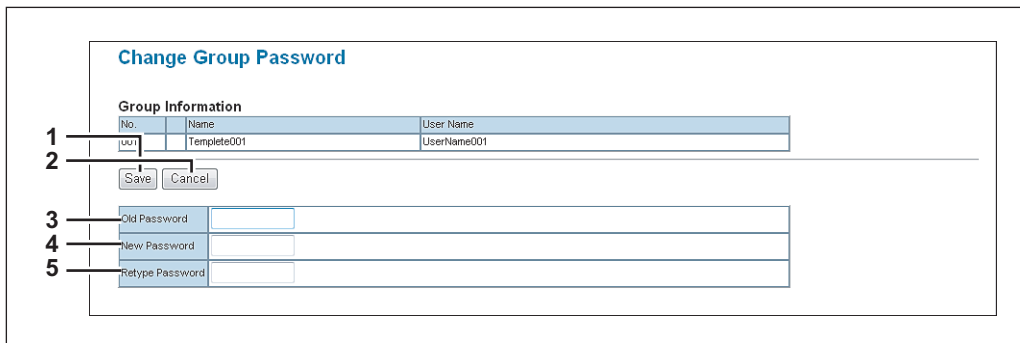 Change Group Password
Group Information
No. Name User Name
001 Templete001 UserName001
1
2
Save Cancel
3 Old Password
4 New Password
5 Retype Password